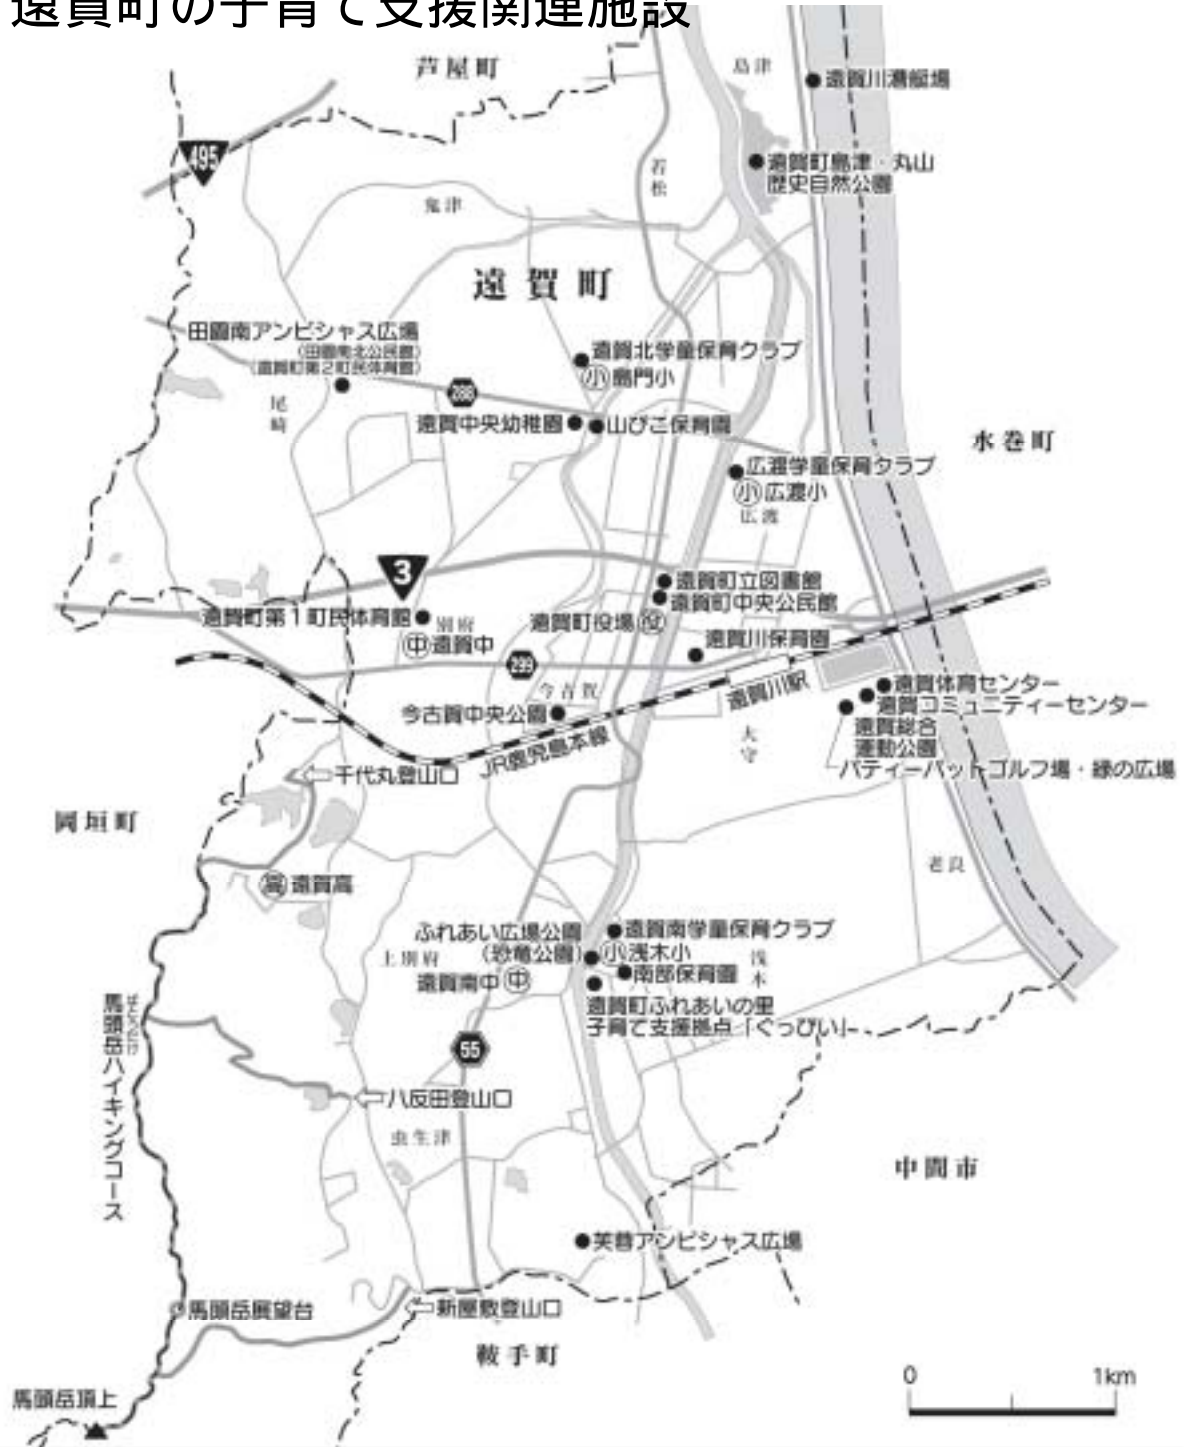 遠賀町の子育て支援関連施設
芦屋町
島津
遠賀川漕艇場
495
若松
遠賀町島津・丸山
歴史自然公園
鬼津
遠賀町
田園南アンビシャス広場
(田園南北公民館)
(遠賀町第2町民体育館)
遠賀北学童保育クラブ
小 島門小
288
尾崎
遠賀中央幼稚園
山びこ保育園
水巻町
広渡学童保育クラブ
小 広渡小
広渡
3
遠賀町立図書館
遠賀町中央公民館
遠賀町第1町民体育館
別府
遠賀町役場 役
中 遠賀中
遠賀川保育園
299
今古賀
遠賀川駅
遠賀体育センター
遠賀コミュニティーセンター
今古賀中央公園
遠賀総合
運動公園
JR鹿児島本線
大守
パティーパットゴルフ場・緑の広場
千代丸登山口
岡垣町
老良
高 遠賀高
ふれあい広場公園
(恐竜公園)
遠賀南学童保育クラブ
小 浅木小
浅木
上別府
遠賀南中 中
南部保育園
遠賀町ふれあいの里
子育て支援拠点「ぐっぴぃ」
馬頭岳ハイキングコース
ばとうだけ
55
八反田登山口
虫生津
中間市
芙蓉アンビシャス広場
馬頭岳展望台
新屋敷登山口
鞍手町
馬頭岳頂上
0
1km